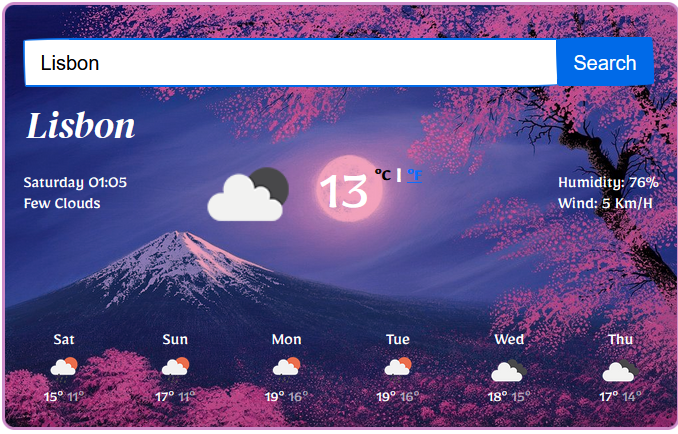 Lisbon
Search
Lisbon
Saturday 01:05
Few Clouds
13 °C | °F
Humidity: 76%
Wind: 5 Km/H
Sat Sun Mon Tue Wed Thu
15° 11° 17° 11° 19° 16° 19° 16° 18° 15° 17° 14°